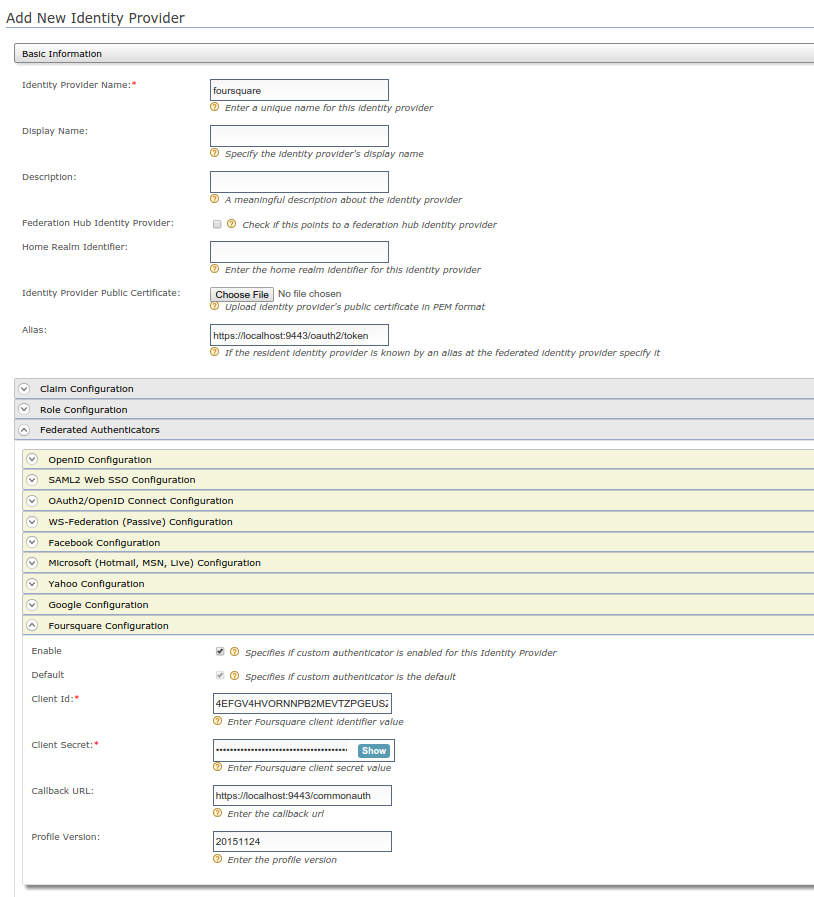 Add New Identity Provider
Basic Information
Identity Provider Name:*
foursquare
Enter a unique name for this identity provider
Display Name:
Specify the identity provider's display name
Description:
A meaningful description about the identity provider
Federation Hub Identity Provider:
Check if this points to a federation hub identity provider
Home Realm Identifier:
Enter the home realm identifier for this identity provider
Identity Provider Public Certificate:
Choose File No file chosen
Upload identity provider's public certificate in PEM format
Alias:
https://localhost:9443/oauth2/token
If the resident identity provider is known by an alias at the federated identity provider specify it
Claim Configuration
Role Configuration
Federated Authenticators
OpenID Configuration
SAML2 Web SSO Configuration
OAuth2/OpenID Connect Configuration
WS-Federation (Passive) Configuration
Facebook Configuration
Microsoft (Hotmail, MSN, Live) Configuration
Yahoo Configuration
Google Configuration
Foursquare Configuration
Enable
Specifies if custom authenticator is enabled for this Identity Provider
Default
Specifies if custom authenticator is the default
Client Id:*
4EFGV4HVORNNPB2MEVTZPGEUSZ
Enter Foursquare client identifier value
Client Secret:*
Show
Enter Foursquare client secret value
Callback URL:
https://localhost:9443/commonauth
Enter the callback url
Profile Version:
20151124
Enter the profile version